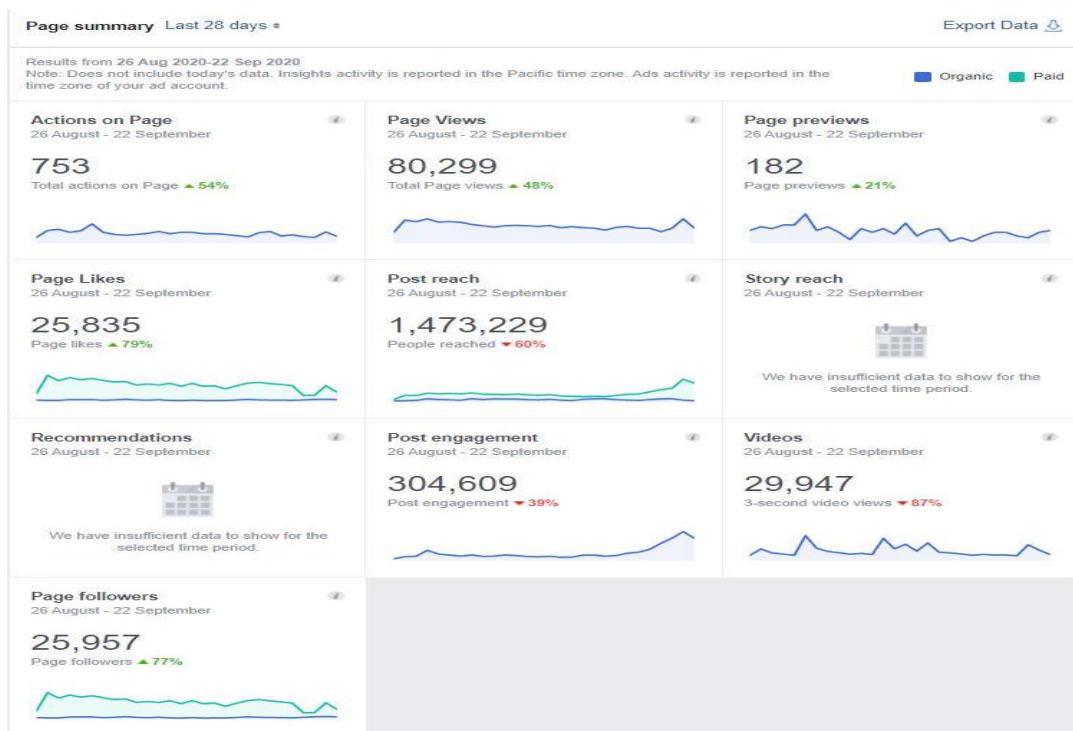 Page summary Last 28 days
Export Data
Results from 26 Aug 2020-22 Sep 2020
Note: Does not include today's data. Insights activity is reported in the Pacific time zone. Ads activity is reported in the
time zone of your ad account.
Organic Paid
Actions on Page
26 August - 22 September
753
Total actions on Page ▲ 54%
Page Views
26 August - 22 September
80,299
Total Page views ▲ 48%
Page previews
26 August - 22 September
182
Page previews ▲ 21%
Page Likes
26 August - 22 September
25,835
Page likes ▲ 79%
Post reach
26 August - 22 September
1,473,229
People reached ▼ 60%
Story reach
26 August - 22 September
We have insufficient data to show for the
selected time period.
Recommendations
26 August - 22 September
We have insufficient data to show for the
selected time period.
Post engagement
26 August - 22 September
304,609
Post engagement ▼ 39%
Videos
26 August - 22 September
29,947
3-second video views ▼ 87%
Page followers
26 August - 22 September
25,957
Page followers ▲ 77%